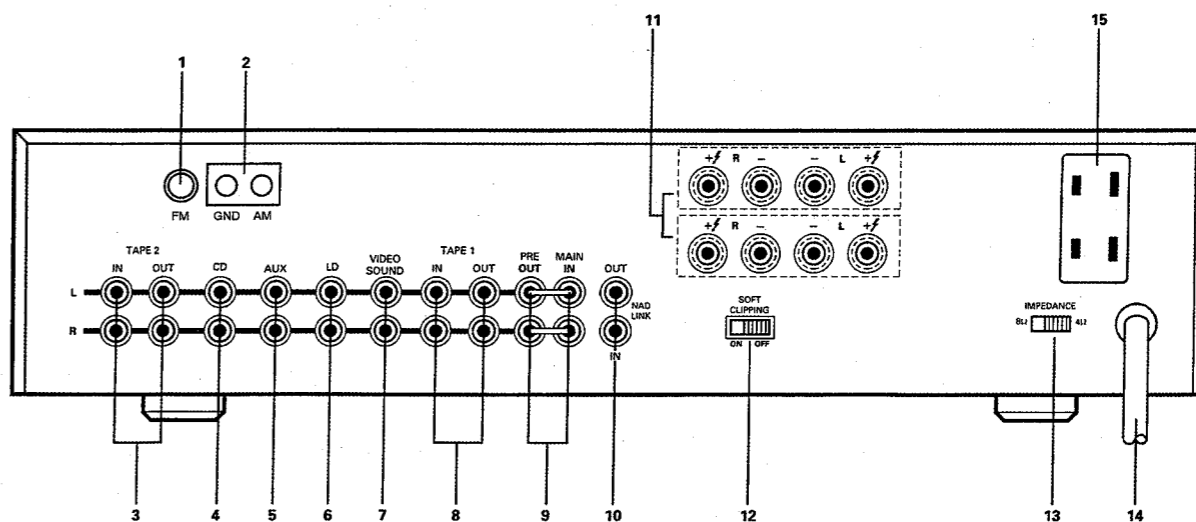 11 15
1 2
+ R − − L +
FM GND AM
+ R − − L +
TAPE 2 TAPE 1
IN OUT CD AUX LD VIDEO SOUND IN OUT PRE OUT MAIN IN OUT
L
NAD LINK
SOFT CLIPPING
IMPEDANCE
8Ω 4Ω
R
ON OFF
IN
3 4 5 6 7 8 9 10 12 13 14